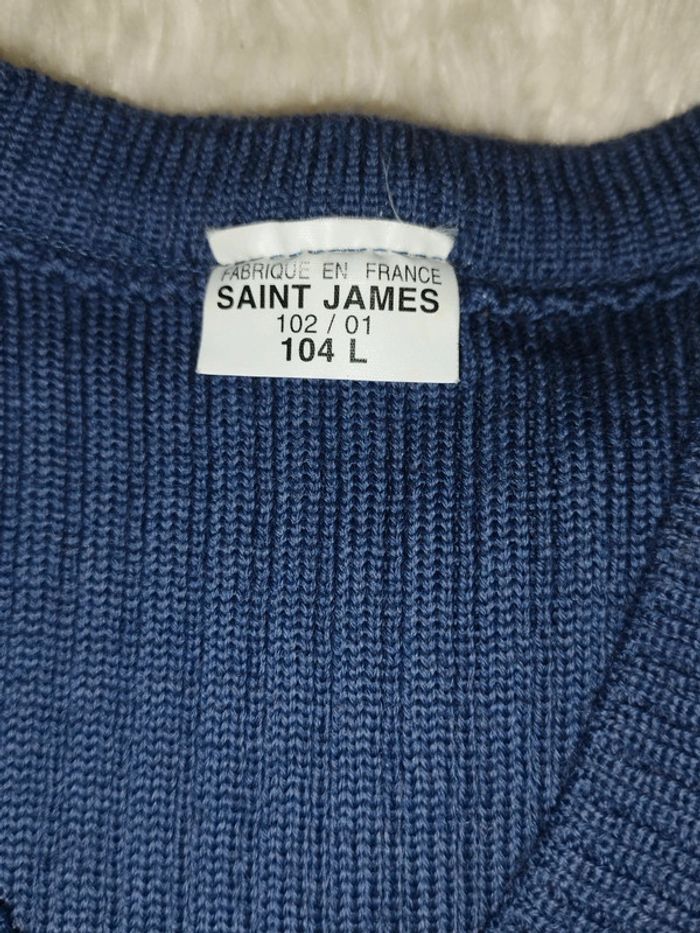 FABRIQUE EN FRANCE
SAINT JAMES
102 / 01
104 L